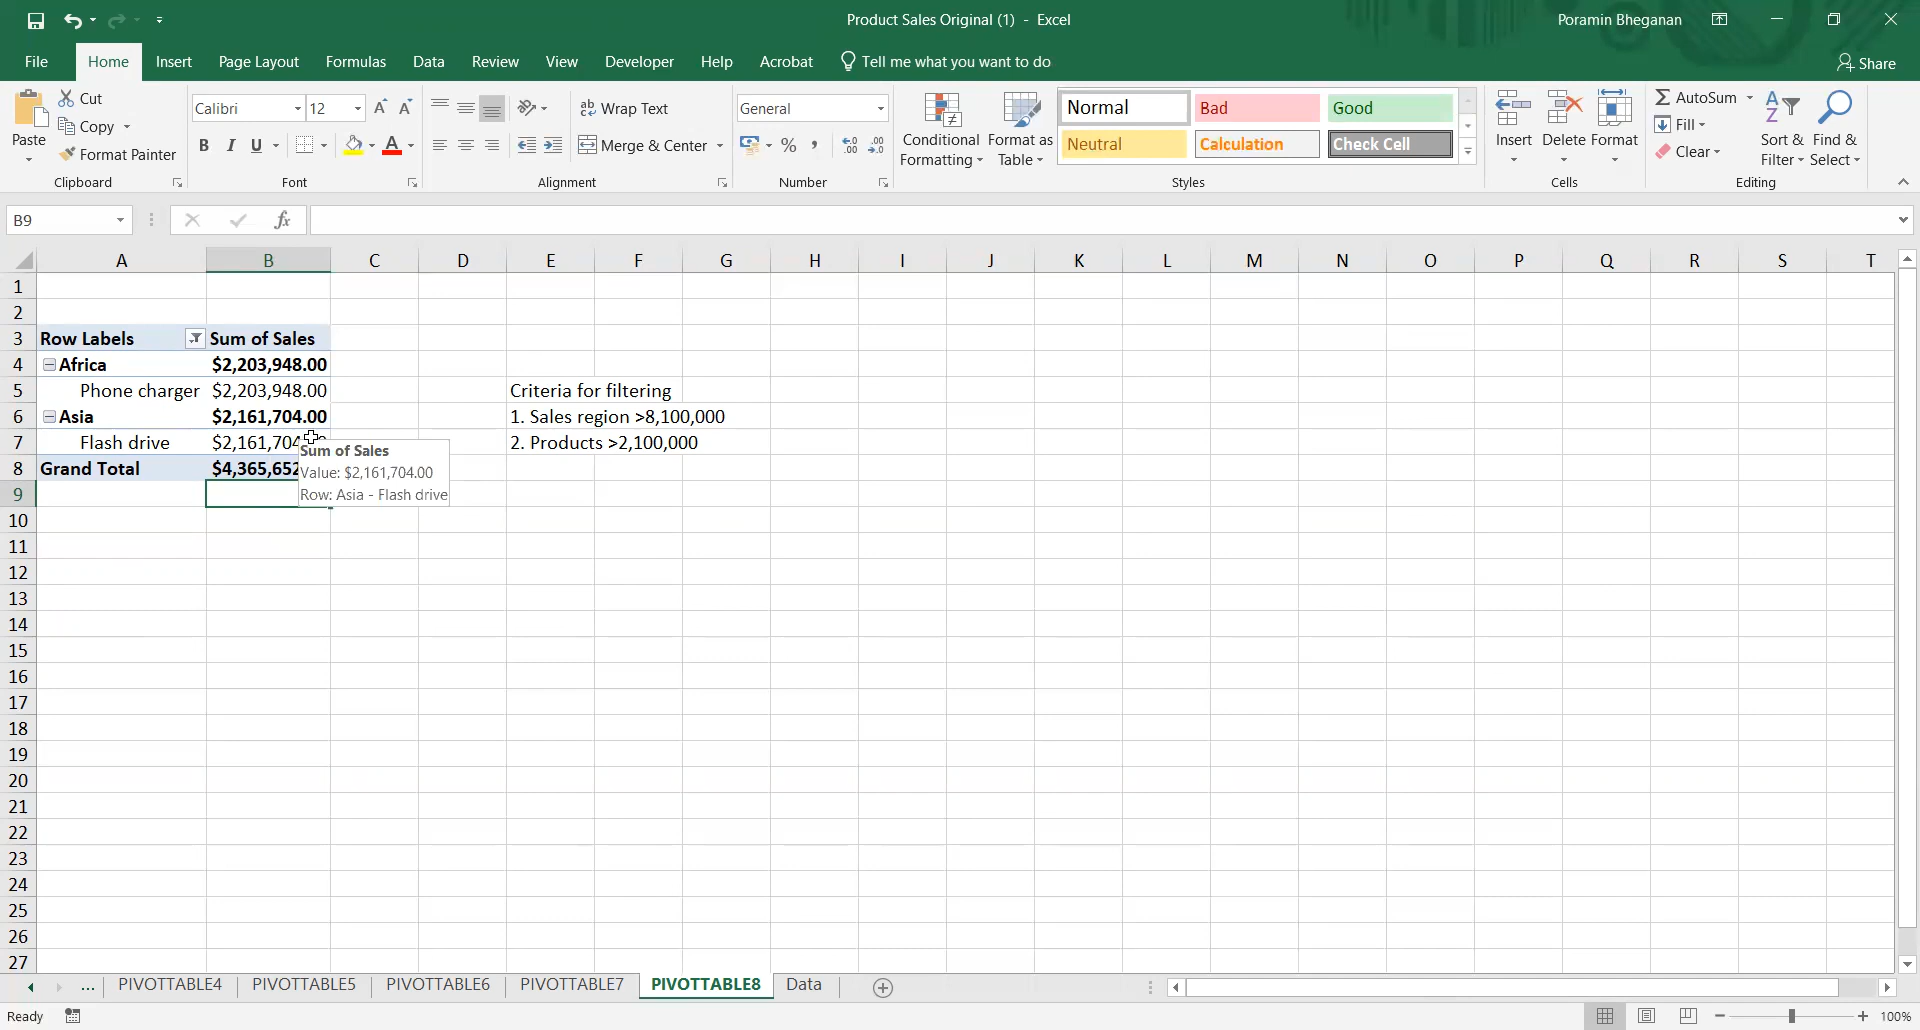 Product Sales Original (1) - Excel
Poramin Bheganan
File Home Insert Page Layout Formulas Data Review View Developer Help Acrobat Tell me what you want to do
Share
Paste
Cut
Copy
Format Painter
Clipboard
Calibri 12
B I U
Font
Wrap Text
Merge & Center
Alignment
General
% ,
Number
Conditional Formatting
Format as Table
Normal Bad Good
Neutral Calculation Check Cell
Styles
Insert Delete Format
Cells
AutoSum
Fill
Clear
Sort & Filter
Find & Select
Editing
B9
fx
A B C D E F G H I J K L M N O P Q R S T
1
2
3 Row Labels Sum of Sales
4 Africa $2,203,948.00
5 Phone charger $2,203,948.00 Criteria for filtering
6 Asia $2,161,704.00 1. Sales region >8,100,000
7 Flash drive $2,161,704 2. Products >2,100,000
8 Grand Total $4,365,652
Sum of Sales
Value: $2,161,704.00
Row: Asia - Flash drive
9
10
11
12
13
14
15
16
17
18
19
20
21
22
23
24
25
26
27
... PIVOTTABLE4 PIVOTTABLE5 PIVOTTABLE6 PIVOTTABLE7 PIVOTTABLE8 Data
Ready
100%